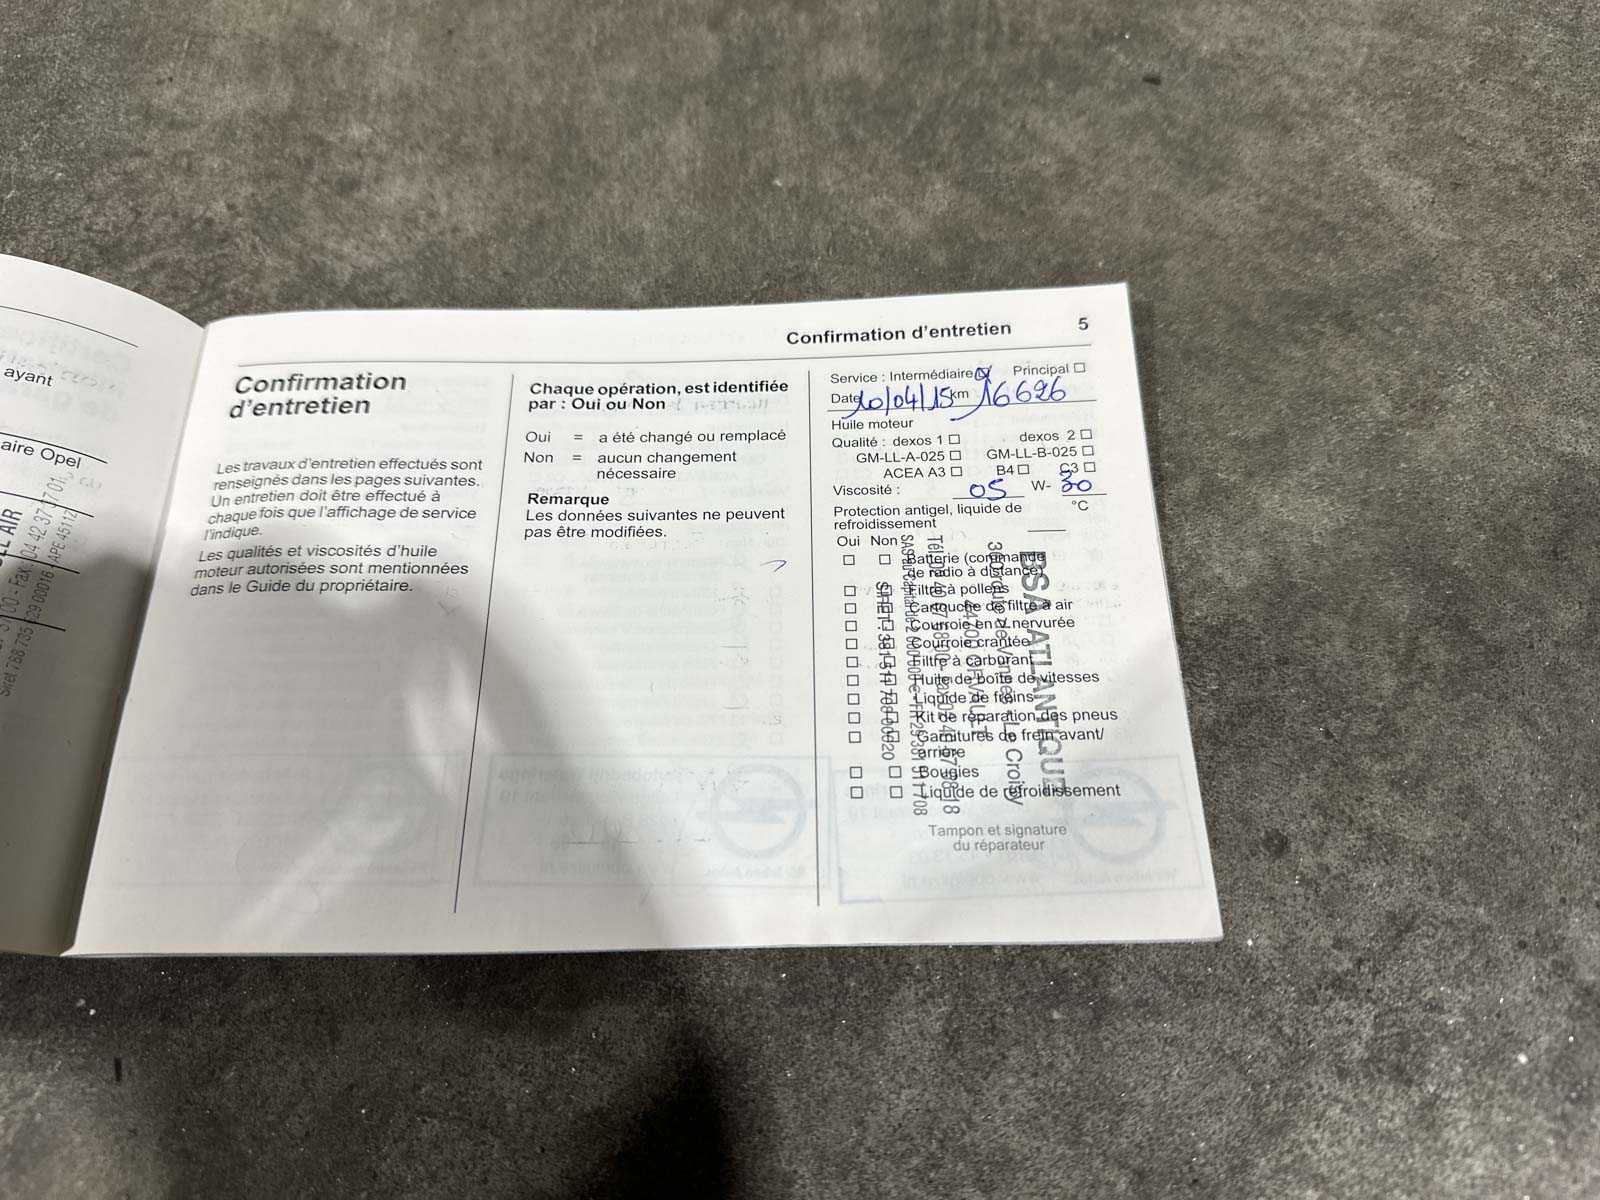 ayant
aire Opel
Confirmation d'entretien 5
Confirmation
d'entretien
Les travaux d'entretien effectués sont
renseignés dans les pages suivantes.
Un entretien doit être effectué à
chaque fois que l'affichage de service
l'indique.
Les qualités et viscosités d'huile
moteur autorisées sont mentionnées
dans le Guide du propriétaire.
Chaque opération, est identifiée
par : Oui ou Non
Oui = a été changé ou remplacé
Non = aucun changement
nécessaire
Remarque
Les données suivantes ne peuvent
pas être modifiées.
Service : Intermédiaire Principal
Date 10/04/15 km 16626
Huile moteur
Qualité : dexos 1 dexos 2
GM-LL-A-025 GM-LL-B-025
ACEA A3 B4 C3
Viscosité : 05 W- 30
Protection antigel, liquide de °C
refroidissement
Oui Non
Batterie (commande
de radio à distance)
Filtre à pollens
Cartouche de filtre à air
Courroie en V nervurée
Courroie crantée
Filtre à carburant
Huile de boîte de vitesses
Liquide de freins
Kit de réparation des pneus
Garnitures de frein avant/
arrière
Bougies
Liquide de refroidissement
BSA ATLANTIQUE
Le Croisy
Tampon et signature
du réparateur